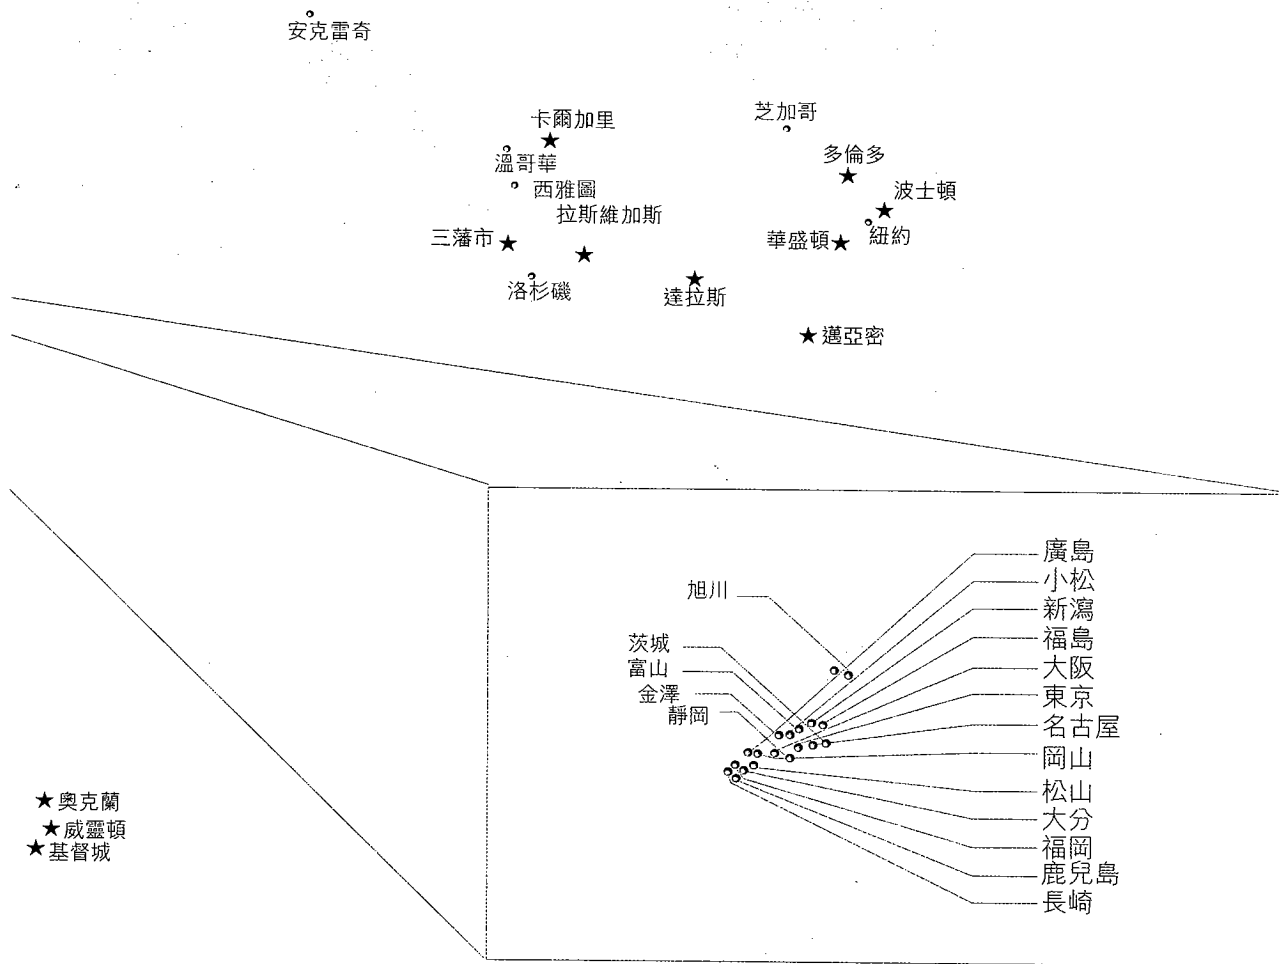 安克雷奇
芝加哥
卡爾加里
多倫多
溫哥華
西雅圖
波士頓
拉斯維加斯
三藩市
華盛頓
紐約
洛杉磯
達拉斯
邁亞密
廣島
小松
旭川
新瀉
福島
茨城
大阪
富山
金澤
東京
靜岡
名古屋
岡山
松山
奧克蘭
大分
威靈頓
福岡
基督城
鹿兒島
長崎